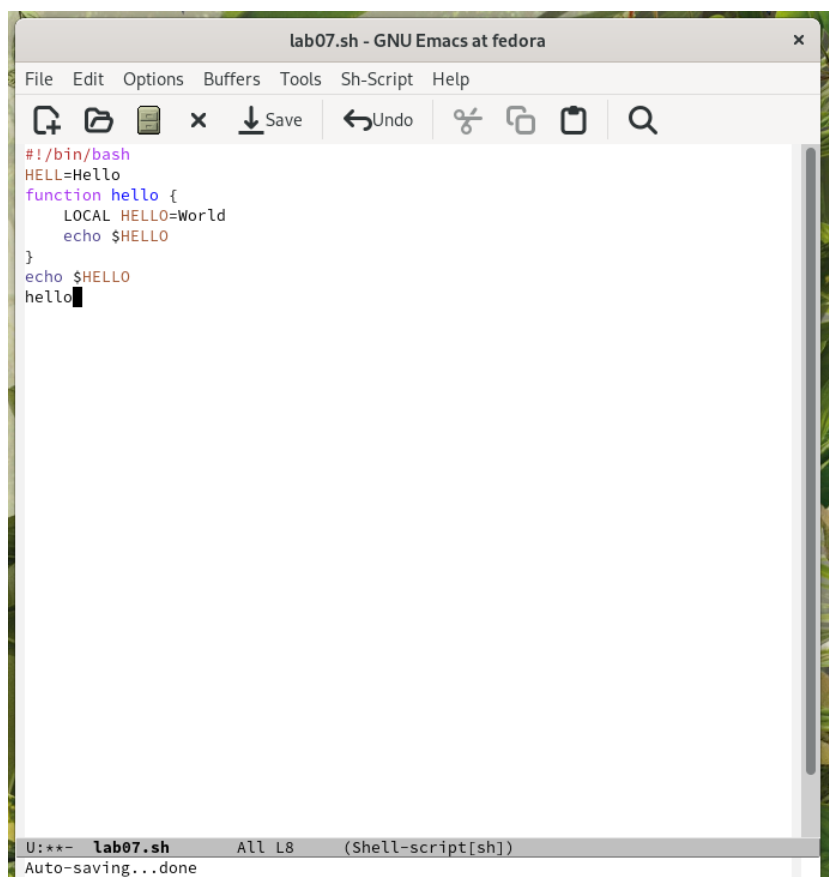 lab07.sh - GNU Emacs at fedora ×
File Edit Options Buffers Tools Sh-Script Help
Save Undo
#!/bin/bash
HELL=Hello
function hello {
    LOCAL HELLO=World
    echo $HELLO
}
echo $HELLO
hello
U:**- lab07.sh All L8 (Shell-script[sh])
Auto-saving...done